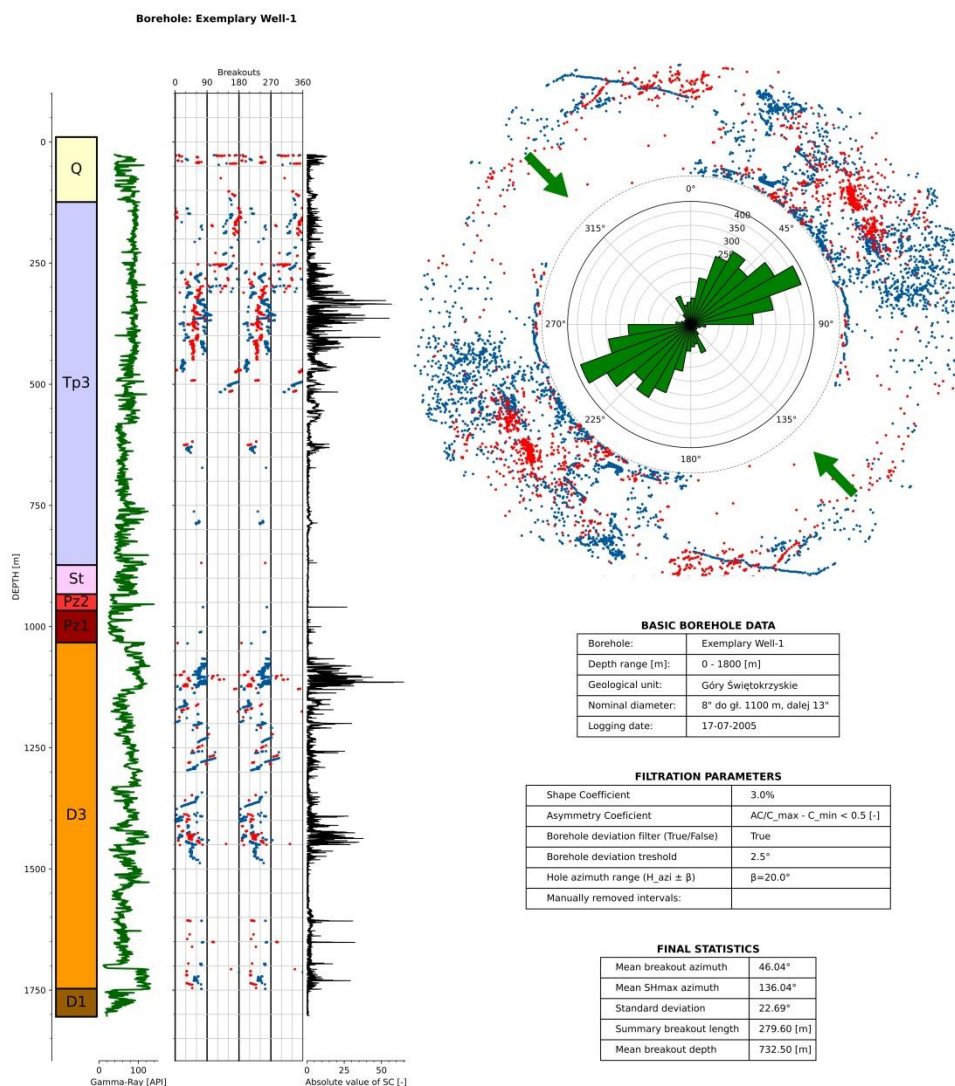 Borehole: Exemplary Well-1
Breakouts
0 90 180 270 360
0
250
500
750
1000
1250
1500
1750
DEPTH [m]
Q
Tp3
St
Pz2
Pz1
D3
D1
0 100
Gamma-Ray [API]
0 25 50
Absolute value of SC [-]
0°
45°
90°
135°
180°
225°
270°
315°
400
350
300
250
BASIC BOREHOLE DATA
Borehole: Exemplary Well-1
Depth range [m]: 0 - 1800 [m]
Geological unit: Góry Świętokrzyskie
Nominal diameter: 8" do gł. 1100 m, dalej 13"
Logging date: 17-07-2005
FILTRATION PARAMETERS
Shape Coefficient 3.0%
Asymmetry Coeficient AC/C_max - C_min < 0.5 [-]
Borehole deviation filter (True/False) True
Borehole deviation treshold 2.5°
Hole azimuth range (H_azi ± β) β=20.0°
Manually removed intervals:
FINAL STATISTICS
Mean breakout azimuth 46.04°
Mean SHmax azimuth 136.04°
Standard deviation 22.69°
Summary breakout length 279.60 [m]
Mean breakout depth 732.50 [m]